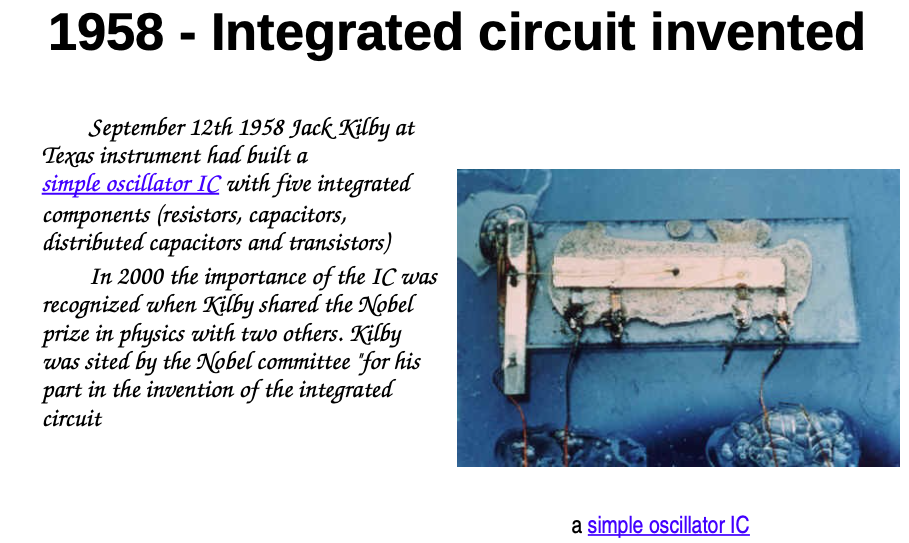 1958 - Integrated circuit invented
September 12th 1958 Jack Kilby at
Texas instrument had built a
simple oscillator IC with five integrated
components (resistors, capacitors,
distributed capacitors and transistors)
In 2000 the importance of the IC was
recognized when Kilby shared the Nobel
prize in physics with two others. Kilby
was sited by the Nobel committee "for his
part in the invention of the integrated
circuit
a simple oscillator IC